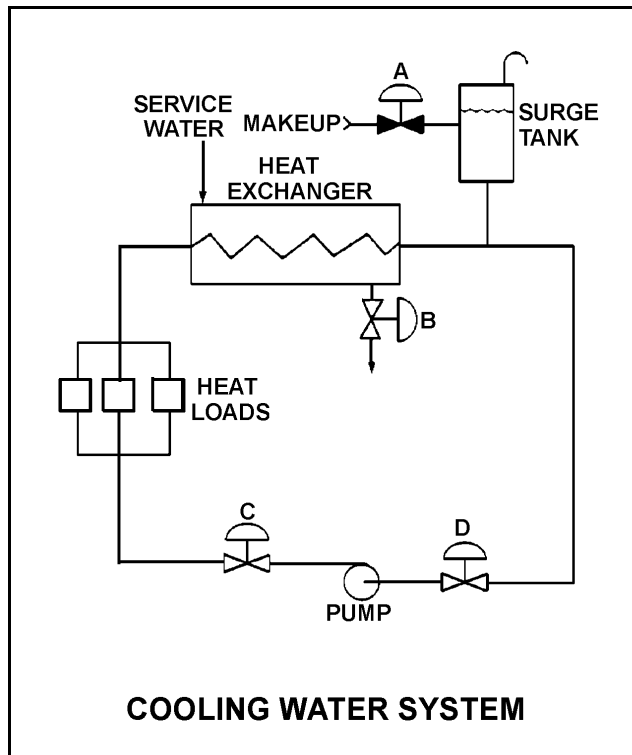 A
SERVICE
WATER
MAKEUP
SURGE
TANK
HEAT
EXCHANGER
B
HEAT
LOADS
C
D
PUMP
COOLING WATER SYSTEM